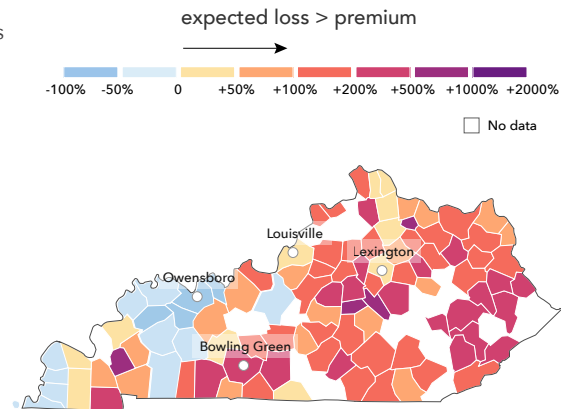 expected loss > premium
s
-100% -50% 0 +50% +100% +200% +500% +1000% +2000%
No data
Louisville
Lexington
Owensboro
Bowling Green